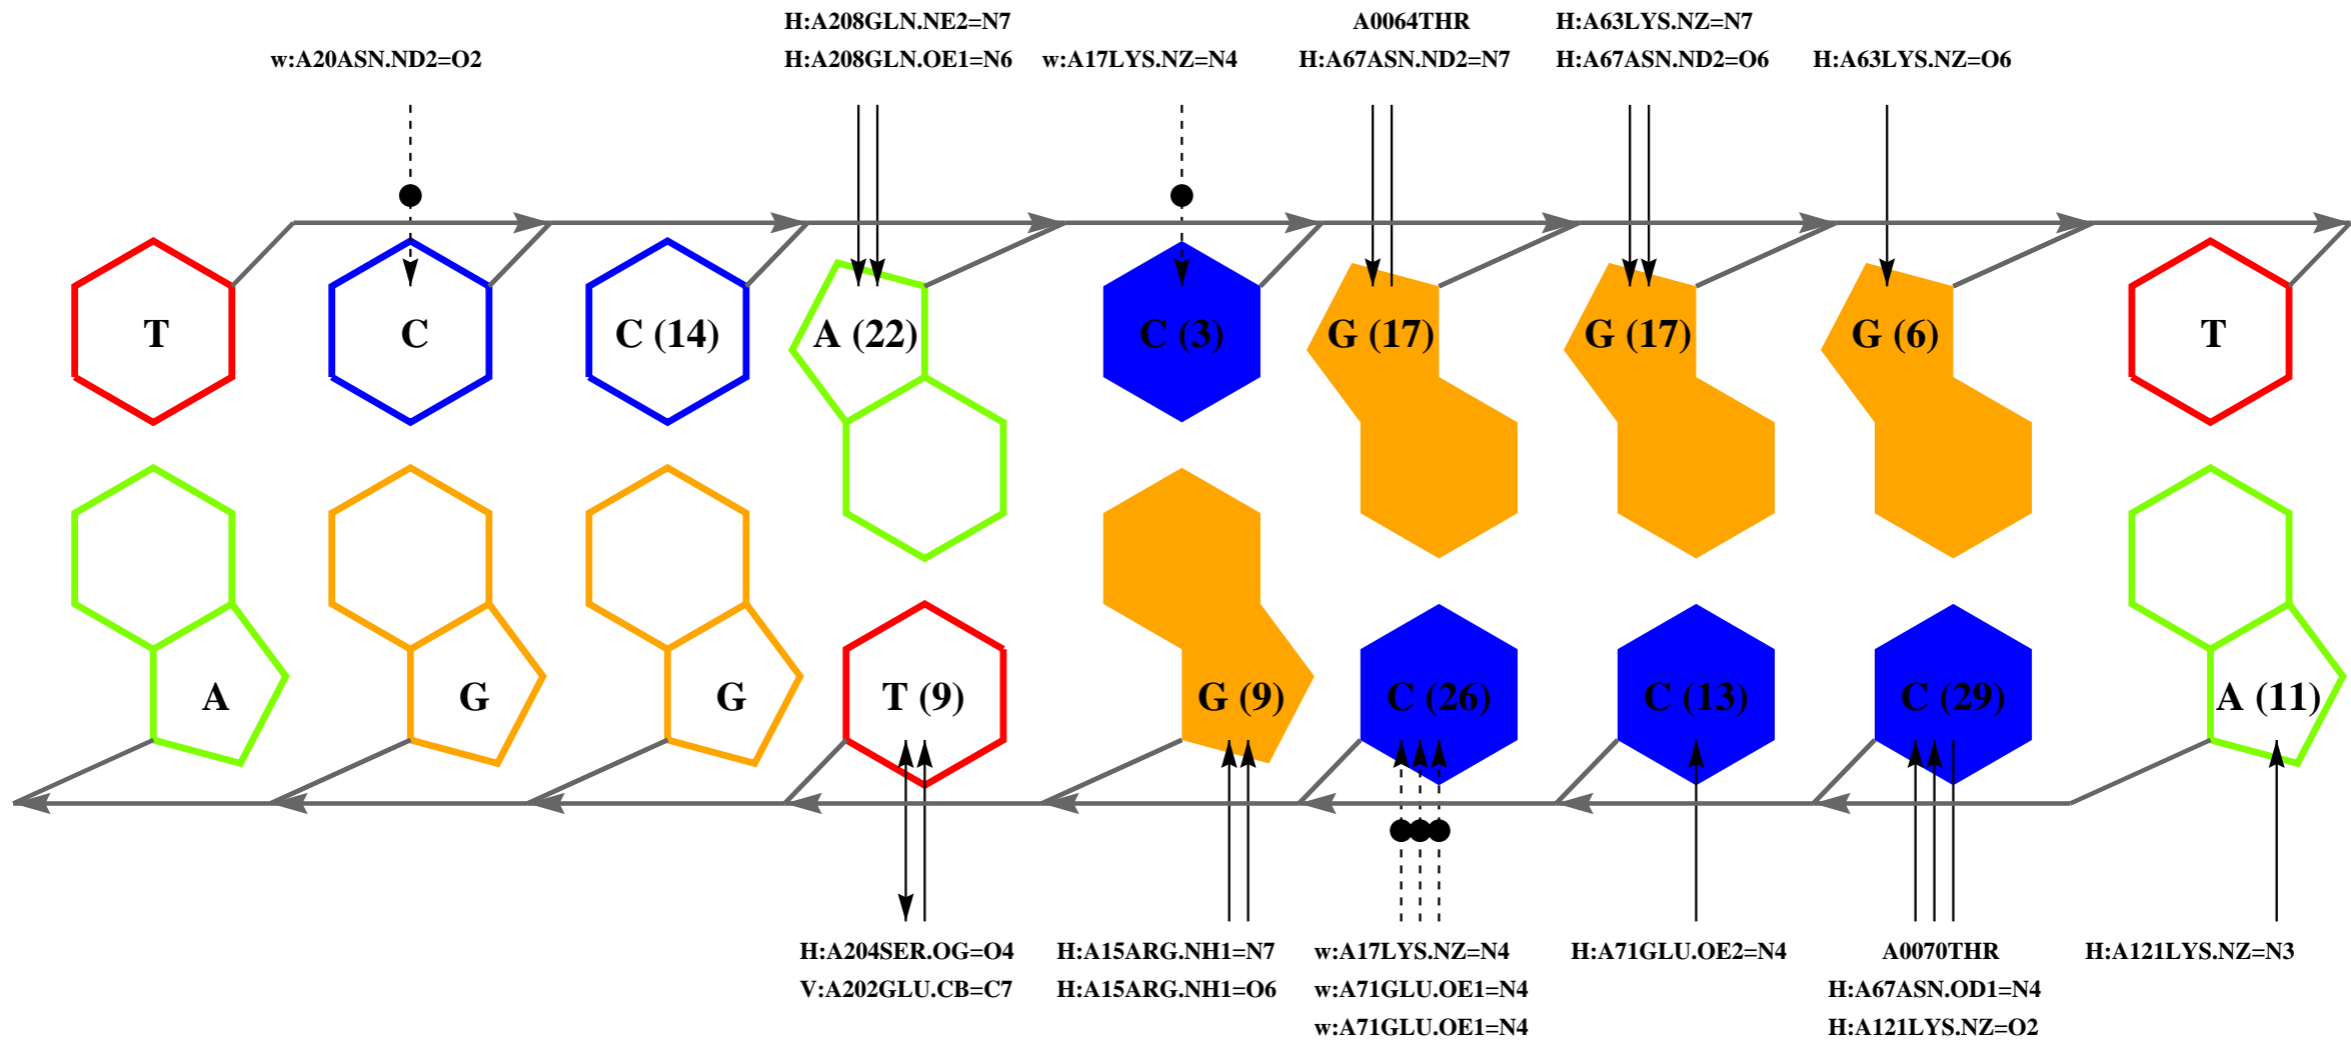 H:A208GLN.NE2=N7 A0064THR H:A63LYS.NZ=N7
w:A20ASN.ND2=O2 H:A208GLN.OE1=N6 w:A17LYS.NZ=N4 H:A67ASN.ND2=N7 H:A67ASN.ND2=O6 H:A63LYS.NZ=O6
T C C (14) A (22) C (3) G (17) G (17) G (6) T
A G G T (9) G (9) C (26) C (13) C (29) A (11)
H:A204SER.OG=O4 H:A15ARG.NH1=N7 w:A17LYS.NZ=N4 H:A71GLU.OE2=N4 A0070THR H:A121LYS.NZ=N3
V:A202GLU.CB=C7 H:A15ARG.NH1=O6 w:A71GLU.OE1=N4 H:A67ASN.OD1=N4
w:A71GLU.OE1=N4 H:A121LYS.NZ=O2